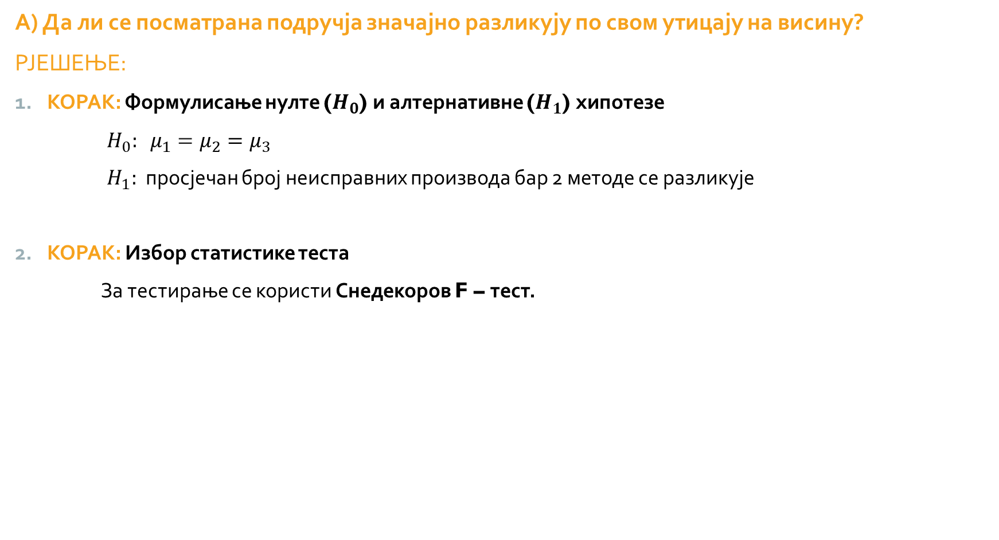 А) Да ли се посматрана подручја значајно разликују по свом утицају на висину?
РЈЕШЕЊЕ:
1. КОРАК: Формулисање нулте (H₀) и алтернативне (H₁) хипотезе
H₀: μ₁ = μ₂ = μ₃
H₁: просјечан број неисправних производа бар 2 методе се разликује
2. КОРАК: Избор статистике теста
За тестирање се користи Снедекоров F – тест.